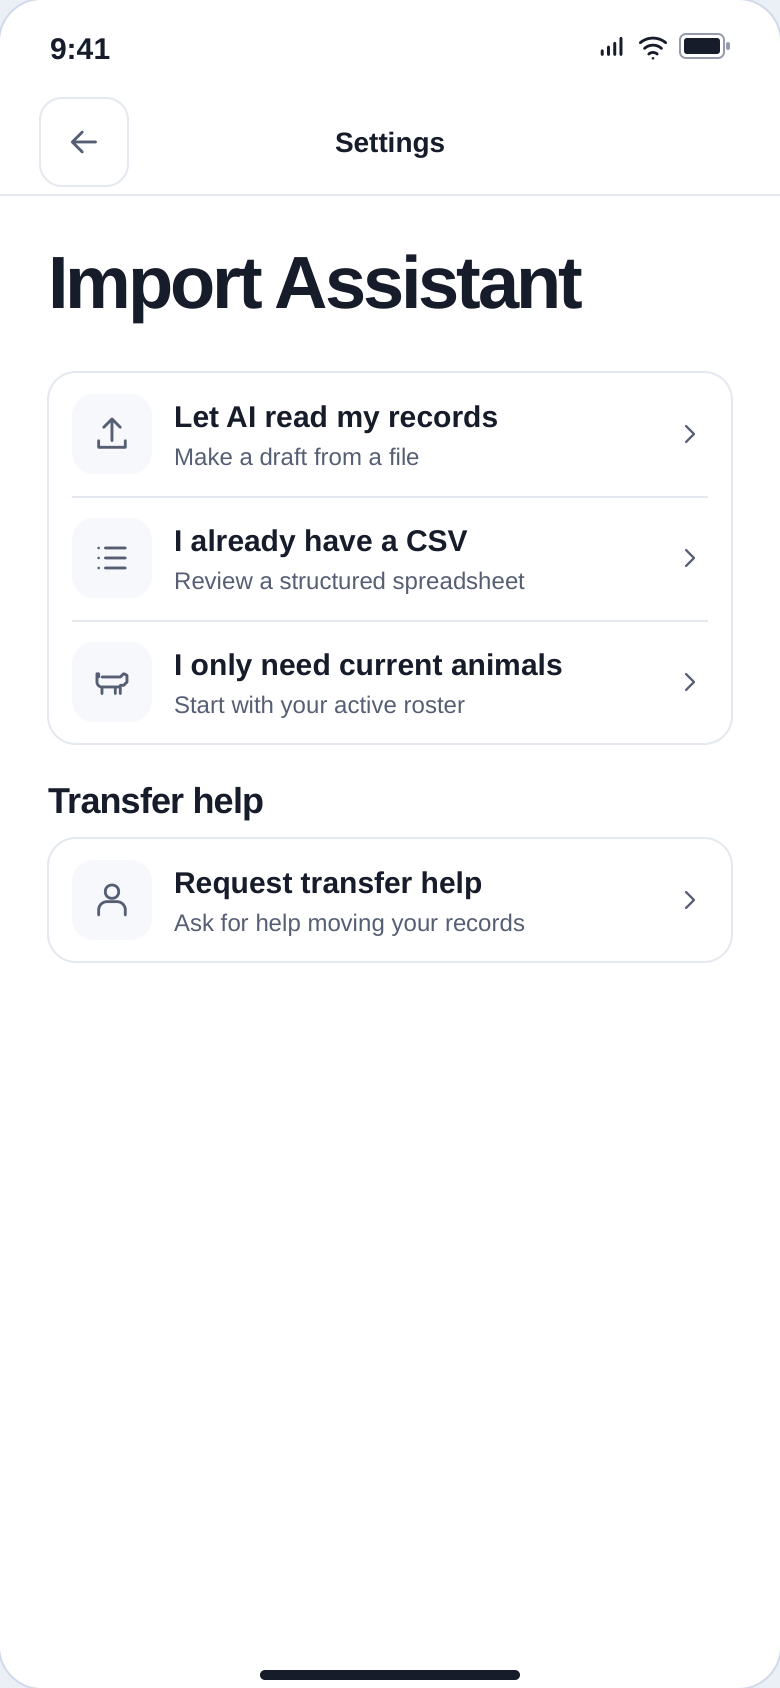 9:41
Settings
Import Assistant
Let AI read my records
Make a draft from a file
I already have a CSV
Review a structured spreadsheet
I only need current animals
Start with your active roster
Transfer help
Request transfer help
Ask for help moving your records